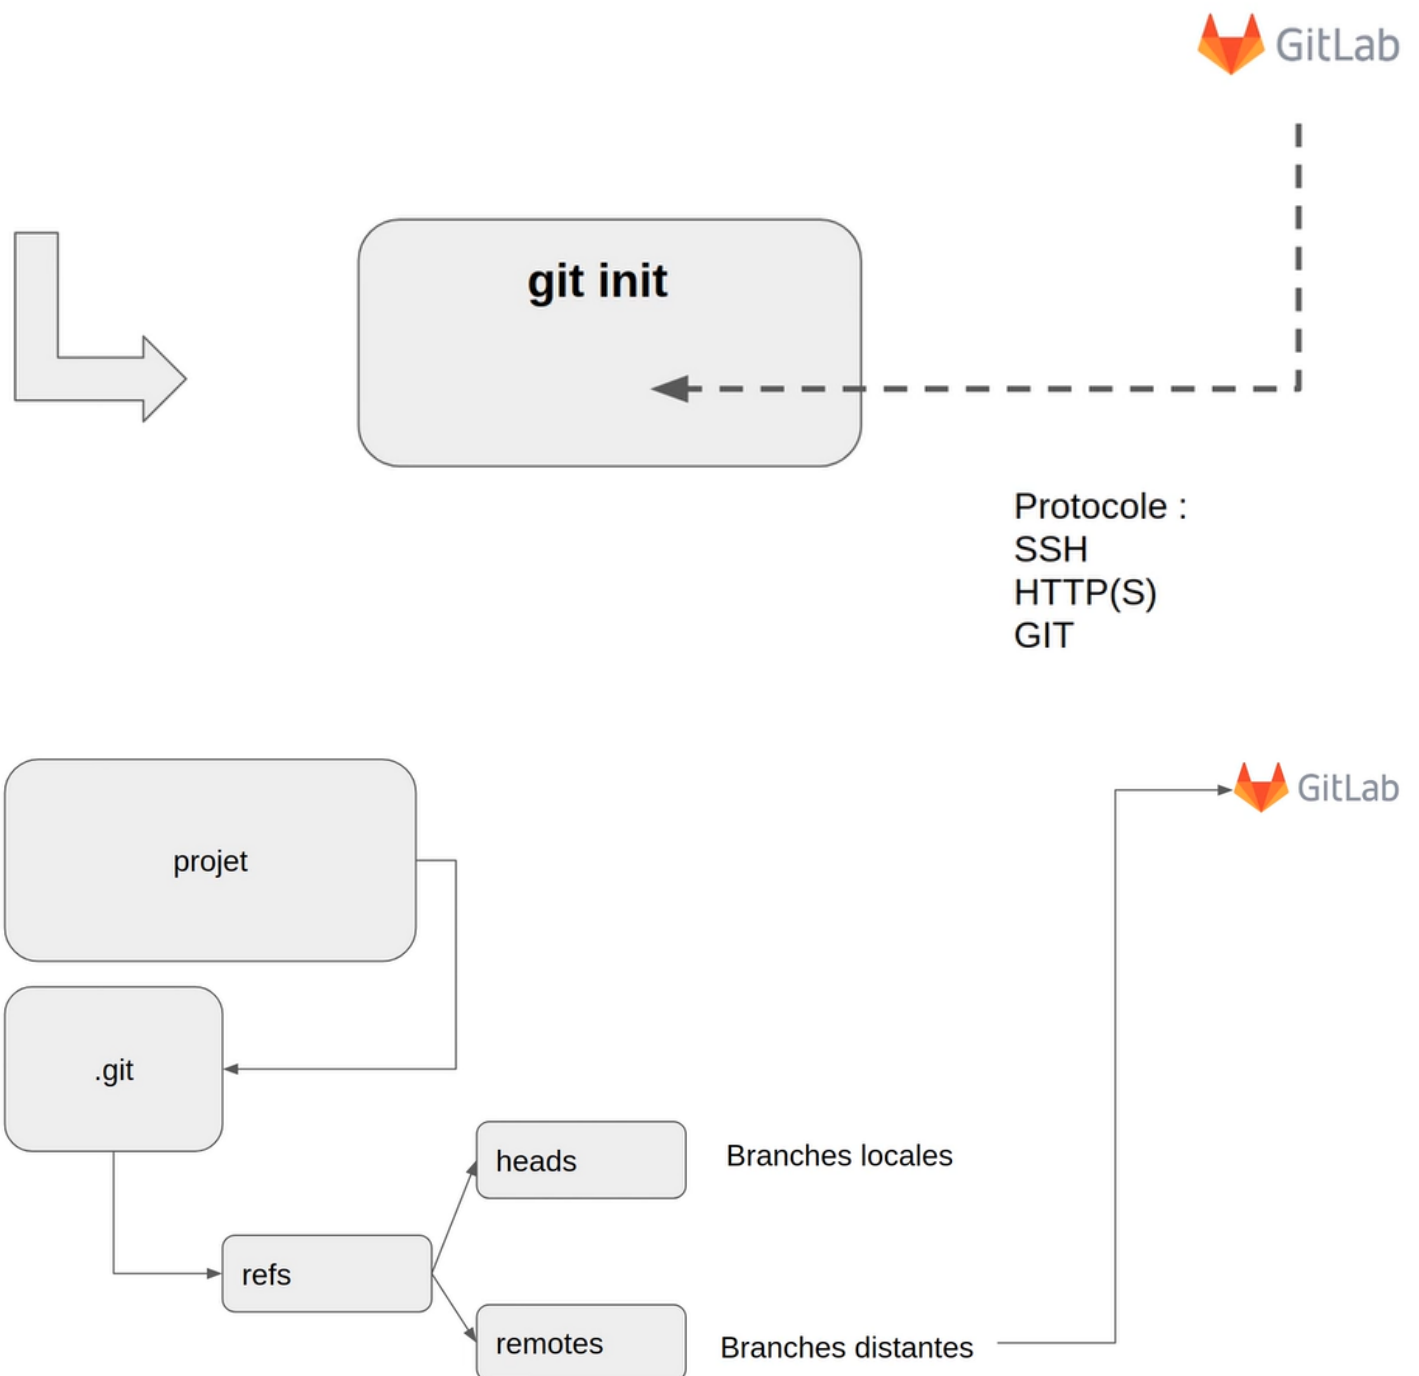 GitLab
git init
Protocole :
SSH
HTTP(S)
GIT
projet
GitLab
.git
heads
Branches locales
refs
remotes
Branches distantes